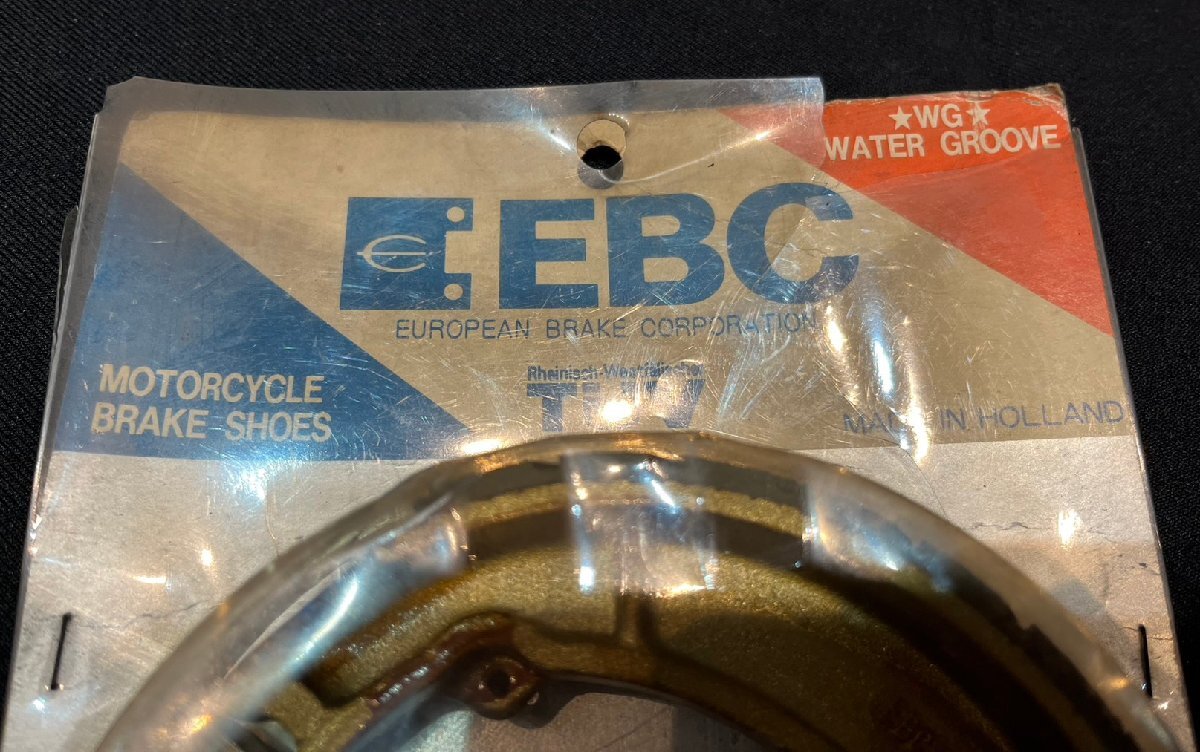 ★WG★
WATER GROOVE
EBC
EUROPEAN BRAKE CORPORATION
Rheinisch-Westfälischer
TÜV
MOTORCYCLE
BRAKE SHOES
MADE IN HOLLAND